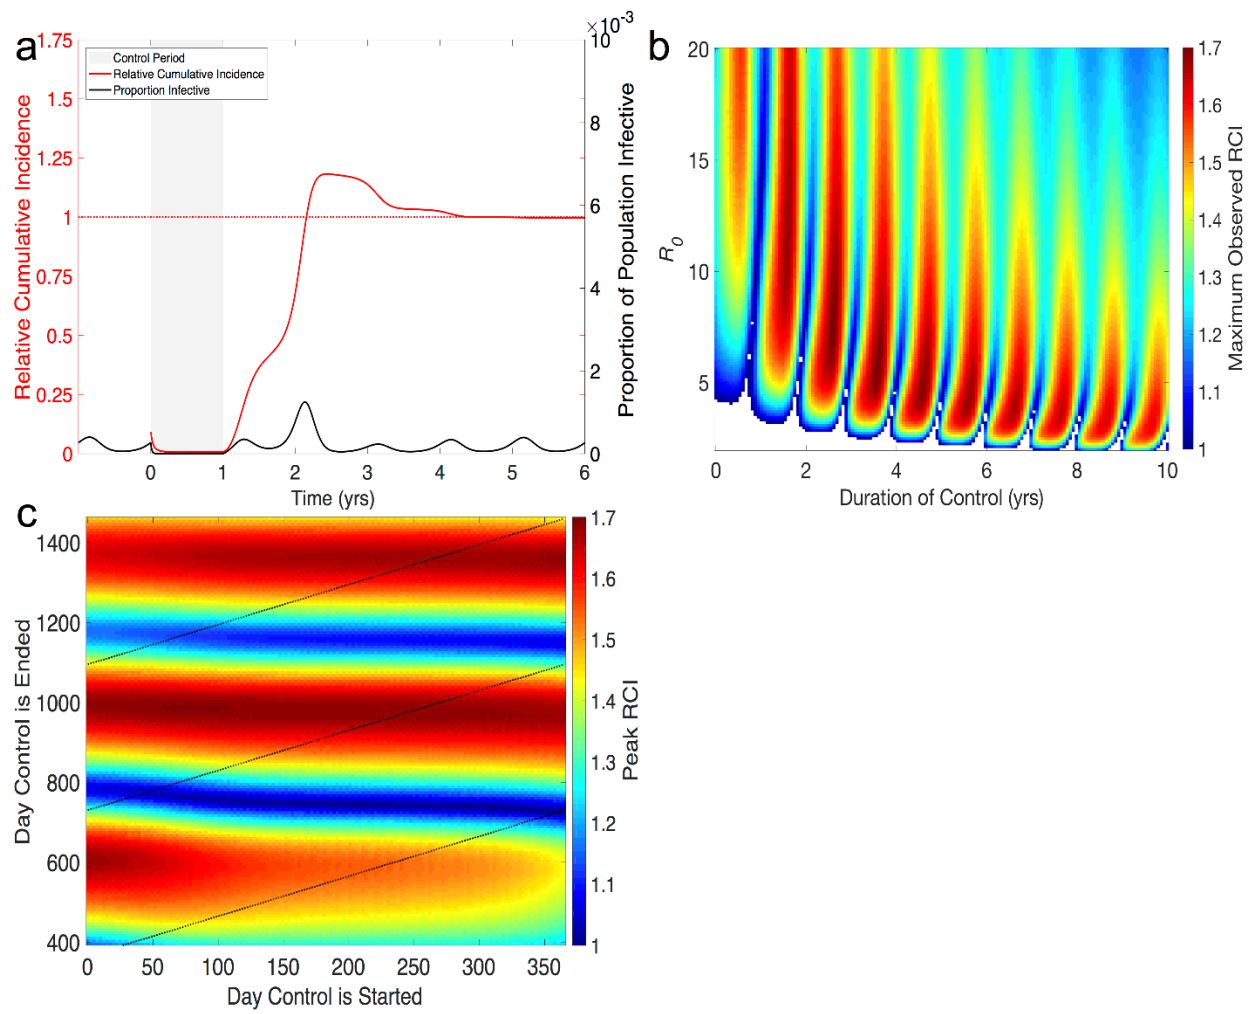 a
×10⁻³
1.75
1.5
1.25
1
0.75
0.5
0.25
0
Relative Cumulative Incidence
Control Period
Relative Cumulative Incidence
Proportion Infective
10
8
6
4
2
0
Proportion of Population Infective
0 1 2 3 4 5 6
Time (yrs)
b
20
15
10
5
R₀
0 2 4 6 8 10
Duration of Control (yrs)
1.7
1.6
1.5
1.4
1.3
1.2
1.1
1
Maximum Observed RCI
c
1400
1200
1000
800
600
400
Day Control is Ended
0 50 100 150 200 250 300 350
Day Control is Started
1.7
1.6
1.5
1.4
1.3
1.2
1.1
1
Peak RCI